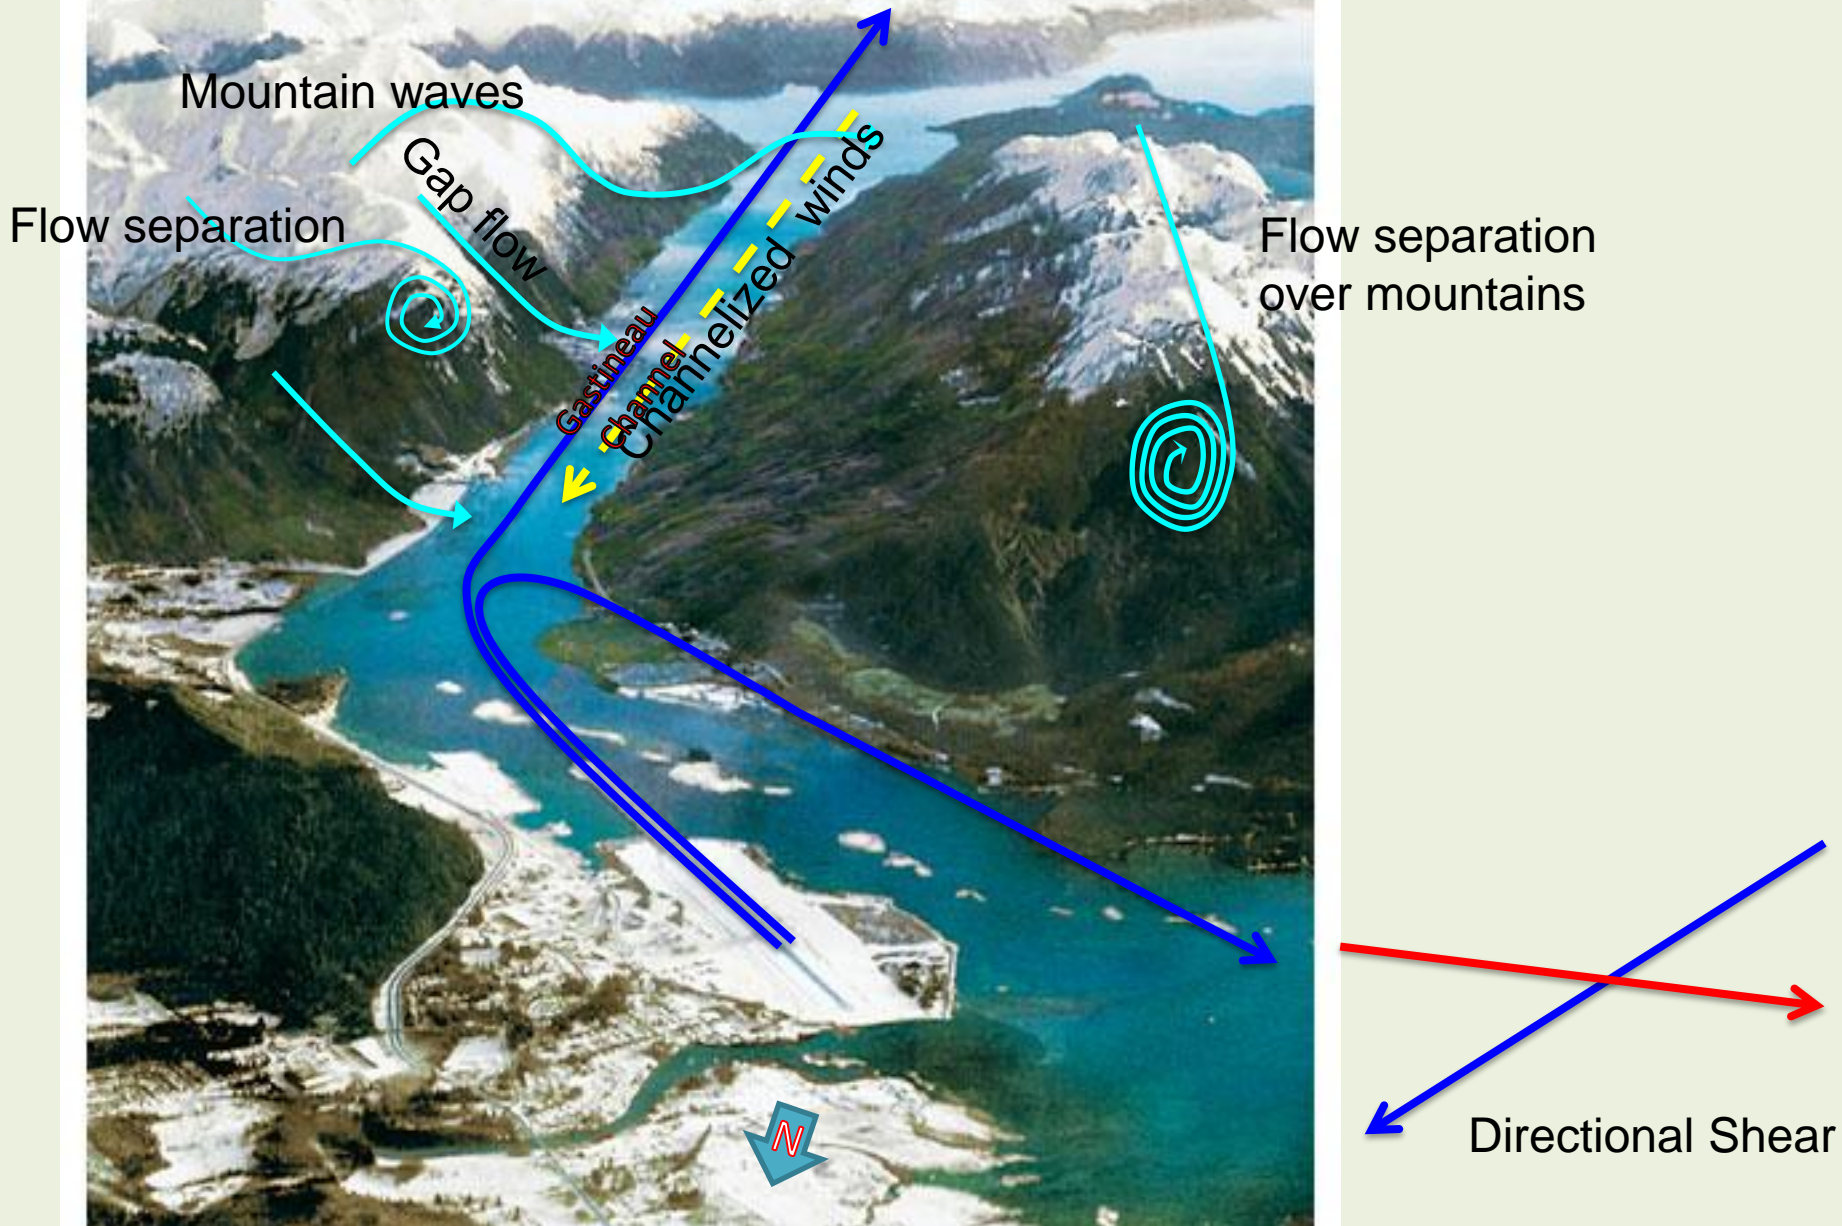 Mountain waves
Gap flow
Flow separation
Channelized winds
Flow separation
over mountains
Gastineau
Channel
Directional Shear
N